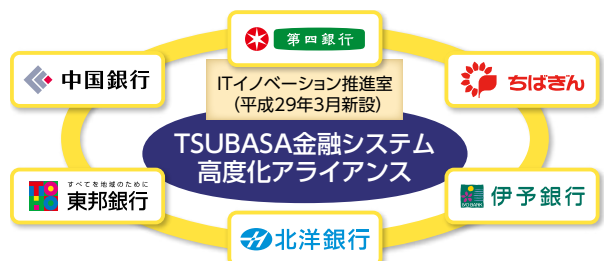 第四銀行
中国銀行
ITイノベーション推進室
（平成29年3月新設）
ちばぎん
TSUBASA金融システム
高度化アライアンス
すべてを地域のために
東邦銀行
IYO BANK
伊予銀行
北洋銀行